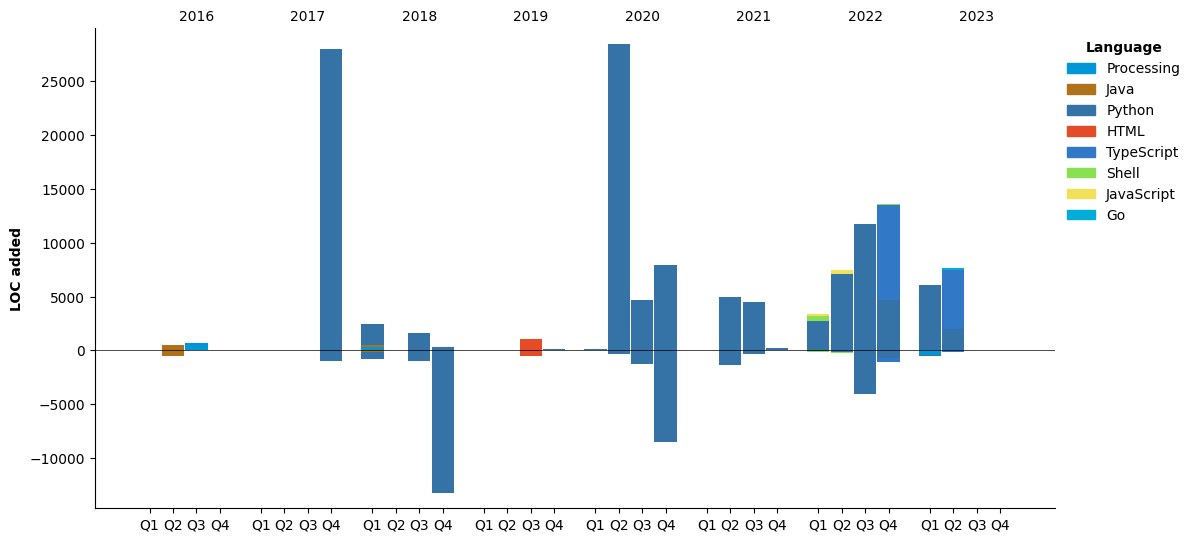 2016 2017 2018 2019 2020 2021 2022 2023
Language
Processing
Java
Python
HTML
TypeScript
Shell
JavaScript
Go
LOC added
25000
20000
15000
10000
5000
0
−5000
−10000
Q1 Q2 Q3 Q4 Q1 Q2 Q3 Q4 Q1 Q2 Q3 Q4 Q1 Q2 Q3 Q4 Q1 Q2 Q3 Q4 Q1 Q2 Q3 Q4 Q1 Q2 Q3 Q4 Q1 Q2 Q3 Q4